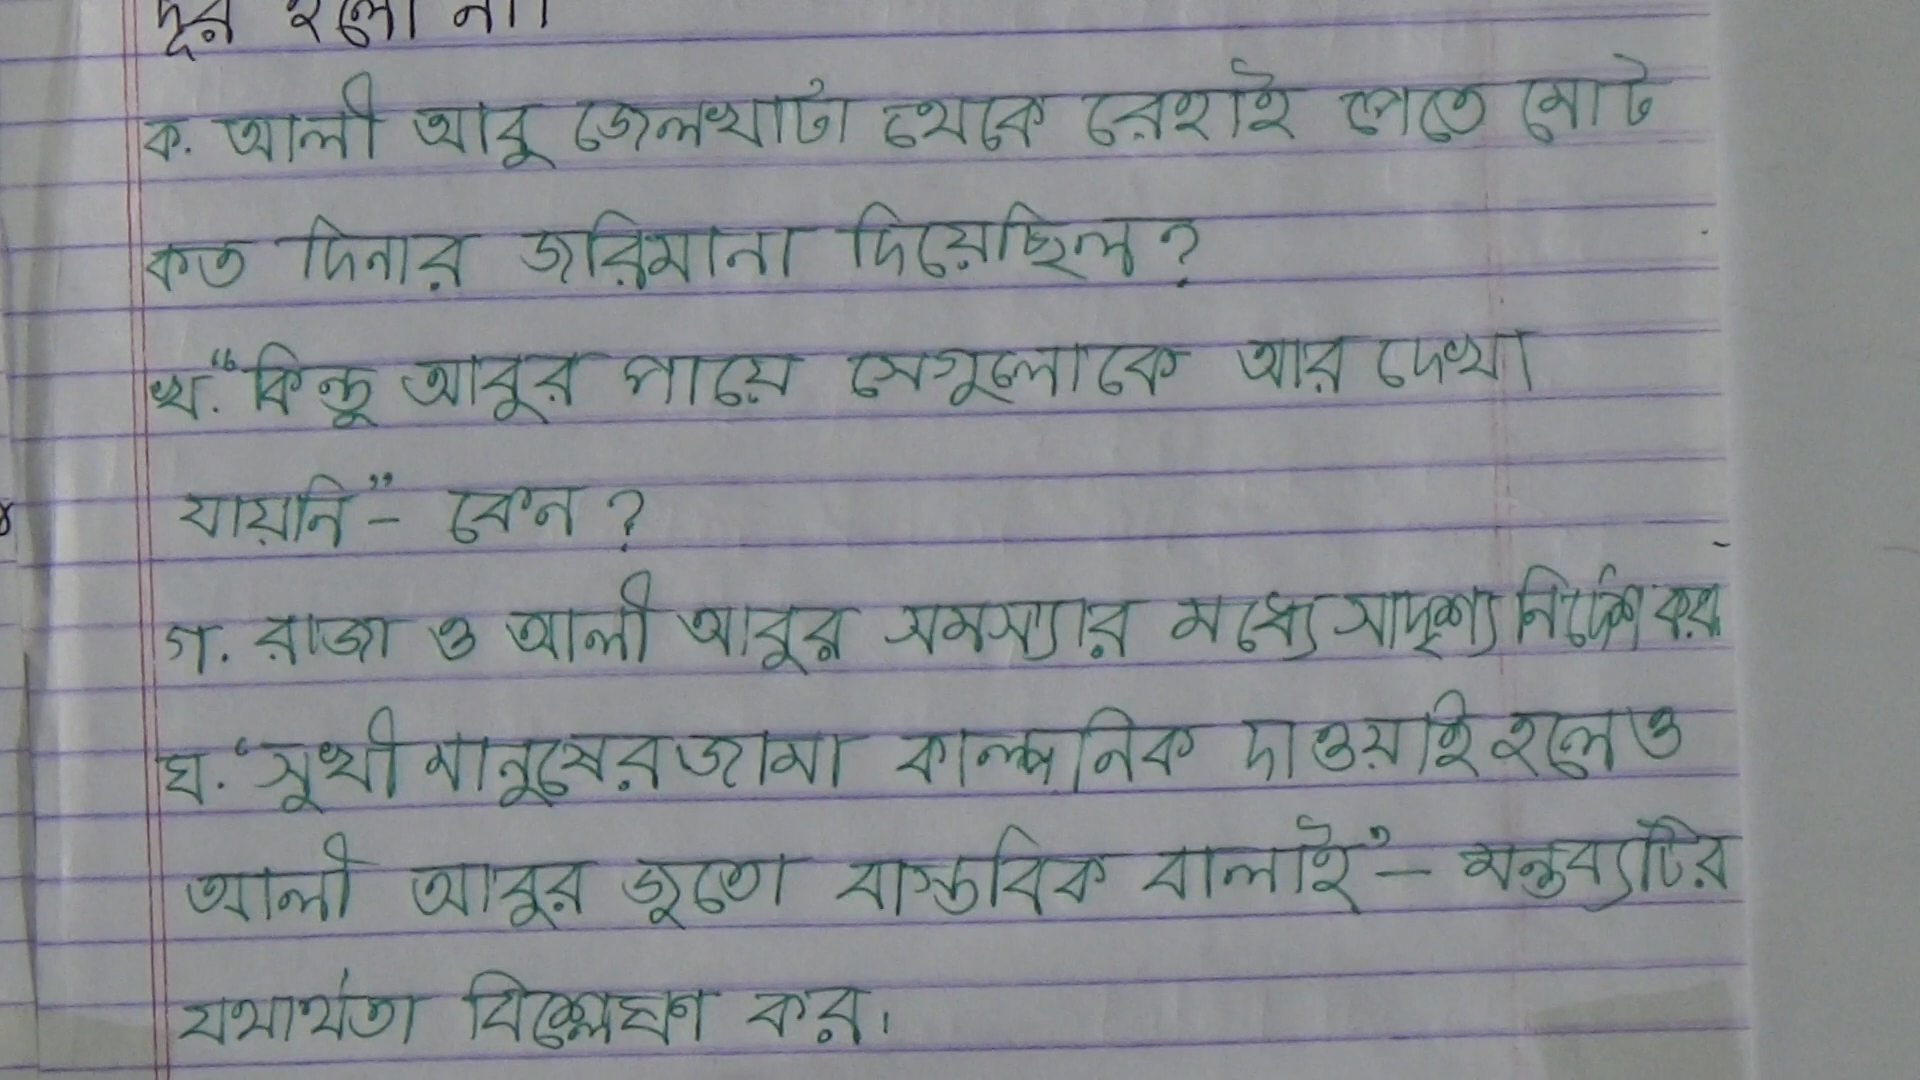 দূর হলো না।
ক. আলী আবু জেলখাটা থেকে রেহাই পেতে মোট
কত দিনার জরিমানা দিয়েছিল?
খ. “কিন্তু আবুর পায়ে সেগুলোকে আর দেখা
যায়নি” - কেন ?
গ. রাজা ও আলী আবুর সমস্যার মধ্যে সাদৃশ্য নির্দেশ কর।
ঘ. ‘সুখী মানুষের জামা কাল্পনিক দাওয়াই হলেও
আলী আবুর জুতো বাস্তবিক বালাই’ – মন্তব্যটির
যথার্থতা বিশ্লেষণ কর।